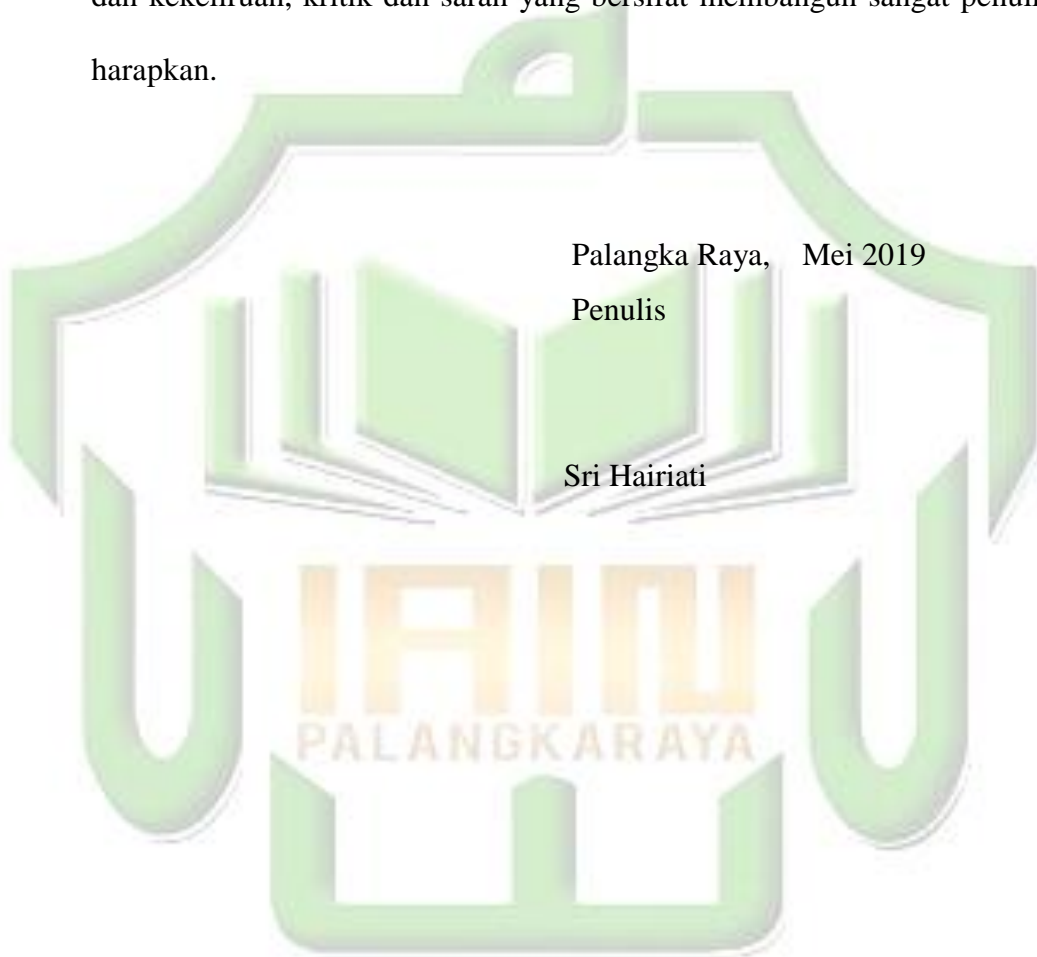 dan kekeliruan, kritik dan saran yang bersifat membangun sangat penulis
harapkan.
Palangka Raya, Mei 2019
Penulis
Sri Hairiati
IAIN
PALANGKARAYA